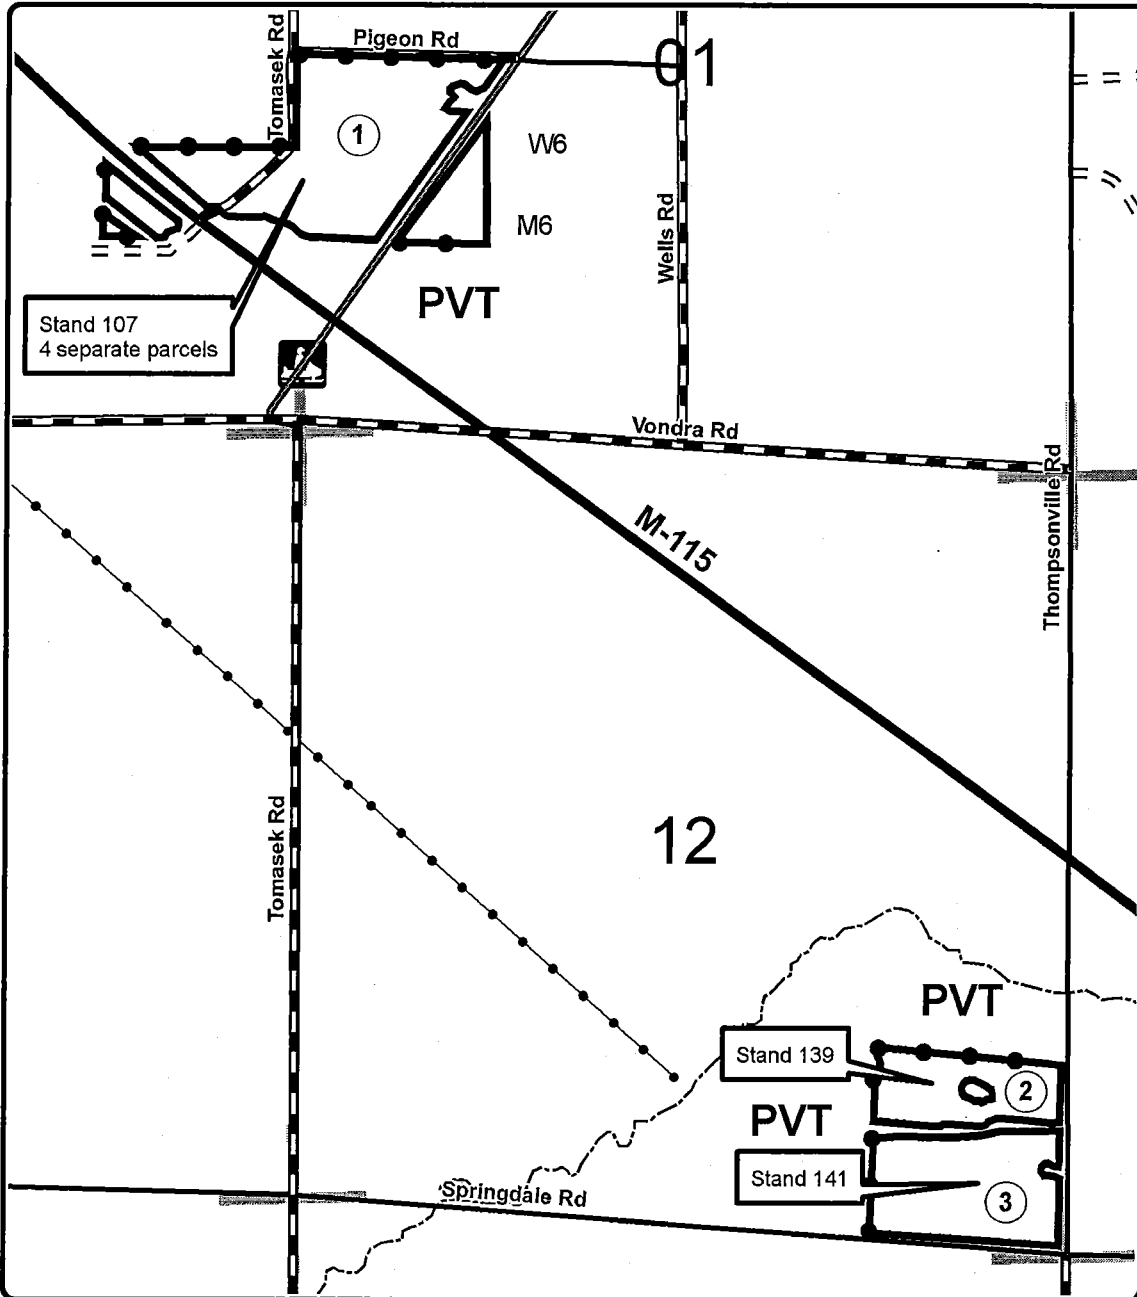 Tomasek Rd
Pigeon Rd
01
1
W6
M6
Wells Rd
PVT
Stand 107
4 separate parcels
Vondra Rd
M-115
Thompsonville Rd
Tomasek Rd
12
PVT
Stand 139
2
PVT
Stand 141
3
Springdale Rd